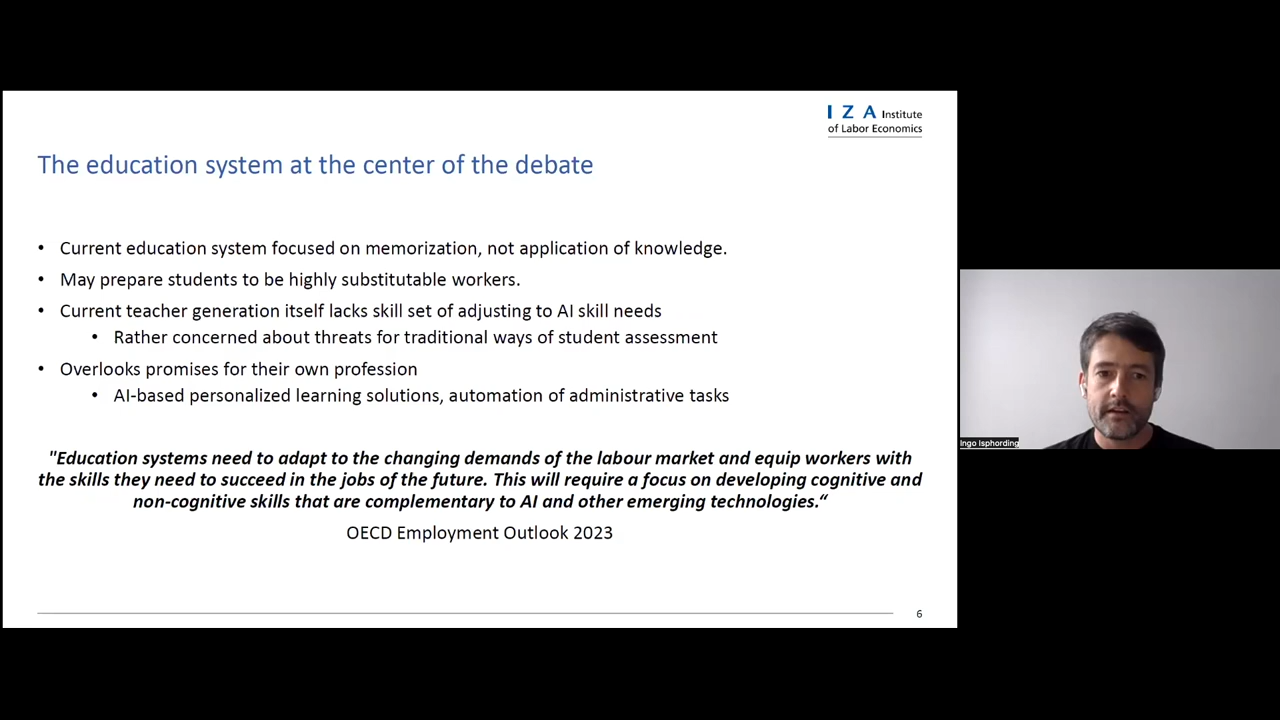 I Z A Institute
of Labor Economics
The education system at the center of the debate
• Current education system focused on memorization, not application of knowledge.
• May prepare students to be highly substitutable workers.
• Current teacher generation itself lacks skill set of adjusting to AI skill needs
• Rather concerned about threats for traditional ways of student assessment
• Overlooks promises for their own profession
• AI-based personalized learning solutions, automation of administrative tasks
"Education systems need to adapt to the changing demands of the labour market and equip workers with
the skills they need to succeed in the jobs of the future. This will require a focus on developing cognitive and
non-cognitive skills that are complementary to AI and other emerging technologies.“
OECD Employment Outlook 2023
6
Ingo Isphording